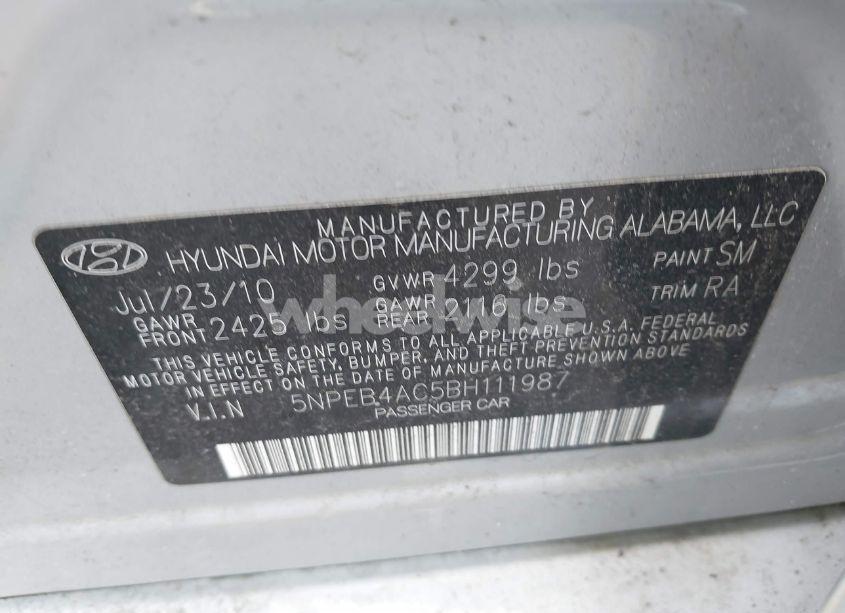 MANUFACTURED BY
HYUNDAI MOTOR MANUFACTURING ALABAMA, LLC
Jul/23/10 GVWR 4299 lbs PAINT SM
GAWR FRONT 2425 lbs GAWR REAR 2116 lbs TRIM RA
THIS VEHICLE CONFORMS TO ALL APPLICABLE U.S.A. FEDERAL
MOTOR VEHICLE SAFETY, BUMPER, AND THEFT PREVENTION STANDARDS
IN EFFECT ON THE DATE OF MANUFACTURE SHOWN ABOVE
V.I.N 5NPEB4AC5BH111987
PASSENGER CAR
wheelwise